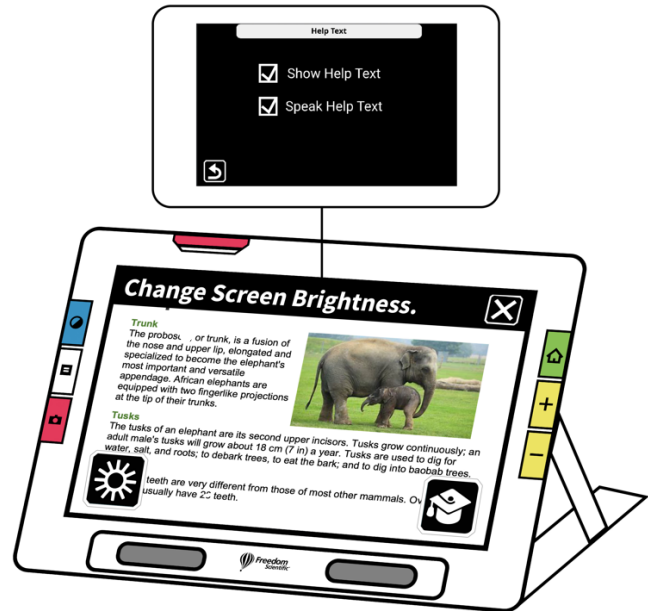 Help Text
Show Help Text
Speak Help Text
Change Screen Brightness.
Trunk
The probos , or trunk, is a fusion of
the nose and upper lip, elongated and
specialized to become the elephant's
most important and versatile
appendage. African elephants are
equipped with two fingerlike projections
at the tip of their trunks.
Tusks
The tusks of an elephant are its second upper incisors. Tusks grow continuously; an
adult male's tusks will grow about 18 cm (7 in) a year. Tusks are used to dig for
water, salt, and roots; to debark trees, to eat the bark; and to dig into baobab trees.
teeth are very different from those of most other mammals.
usually have teeth.
Freedom
Scientific